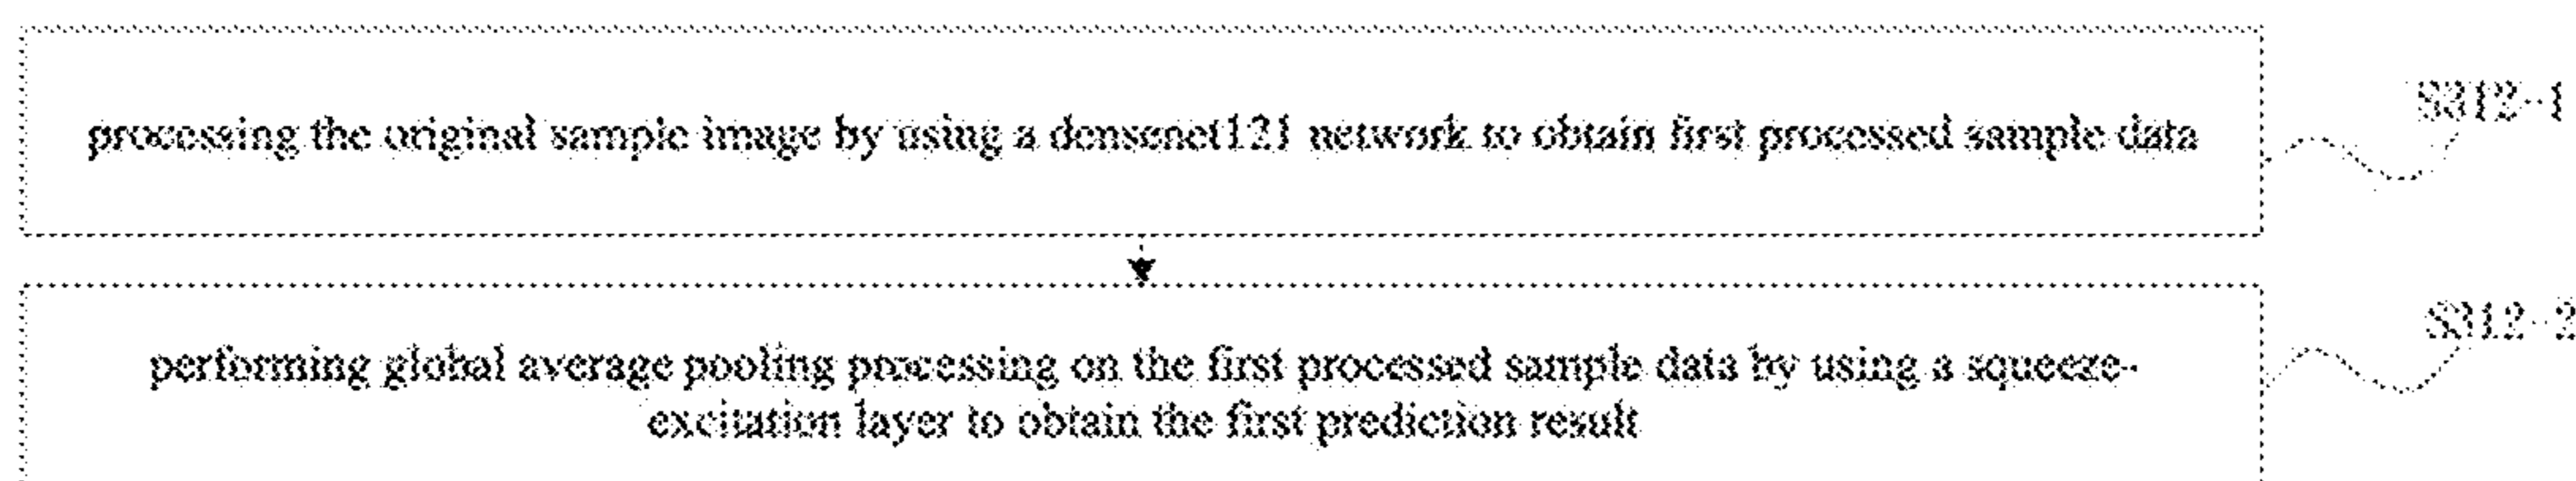 processing the original sample image by using a densenet121 network to obtain first processed sample data
S312-1
performing global average pooling processing on the first processed sample data by using a squeeze-
excitation layer to obtain the first prediction result
S312-2